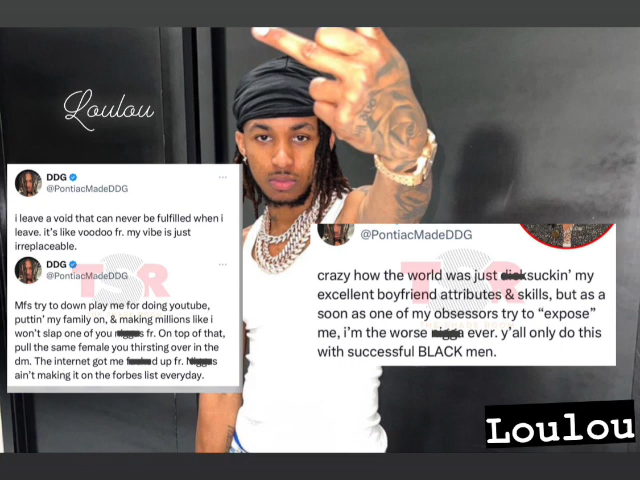 Loulou
DDG
@PontiacMadeDDG
i leave a void that can never be fulfilled when i
leave. it's like voodoo fr. my vibe is just
irreplaceable.
DDG
@PontiacMadeDDG
TSR
Mfs try to down play me for doing youtube,
puttin' my family on, & making millions like i
won't slap one of you fr. On top of that,
pull the same female you thirsting over in the
dm. The internet got me up fr.
ain't making it on the forbes list everyday.
@PontiacMadeDDG
TSR
crazy how the world was just suckin' my
excellent boyfriend attributes & skills, but as a
soon as one of my obsessors try to “expose”
me, i'm the worse ever. y'all only do this
with successful BLACK men.
Loulou